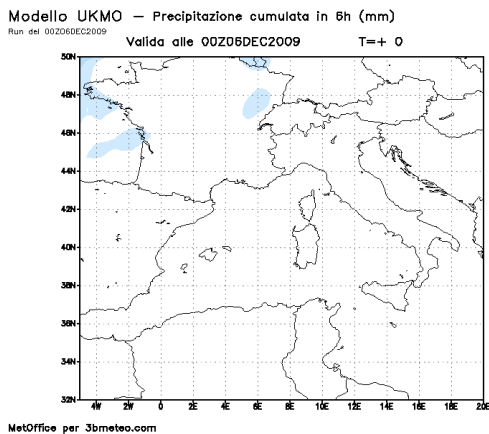 Modello UKMO – Precipitazione cumulata in 6h (mm)
Run del 00Z06DEC2009
Valida alle 00Z06DEC2009 T=+ 0
50N
48N
46N
44N
42N
40N
38N
36N
34N
32N
4W 2W 0 2E 4E 6E 8E 10E 12E 14E 16E 18E 20E
MetOffice per 3bmeteo.com